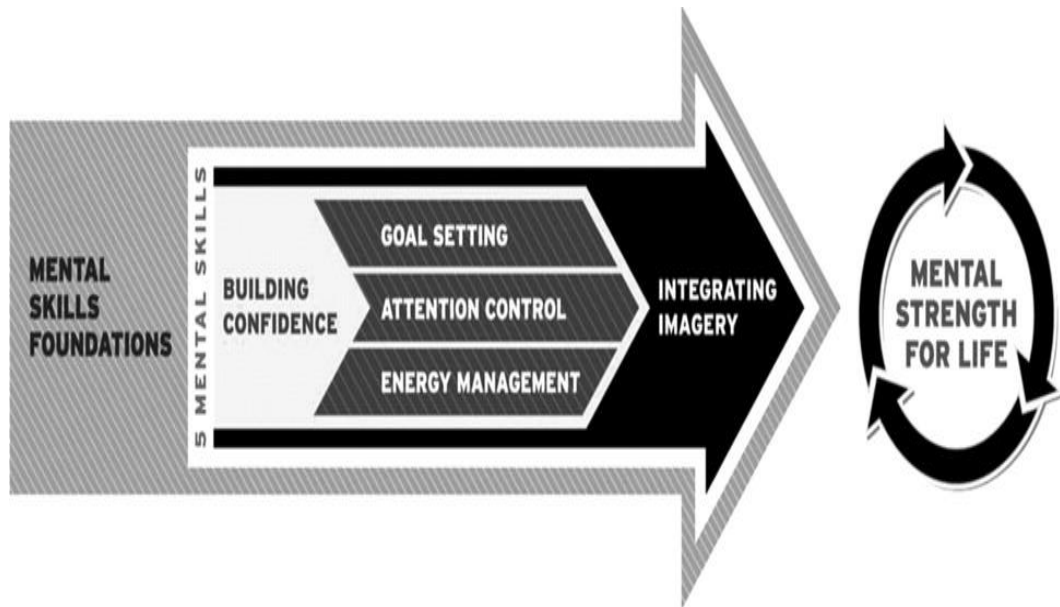 MENTAL
SKILLS
FOUNDATIONS
5 MENTAL SKILLS
BUILDING
CONFIDENCE
GOAL SETTING
ATTENTION CONTROL
ENERGY MANAGEMENT
INTEGRATING
IMAGERY
MENTAL
STRENGTH
FOR LIFE